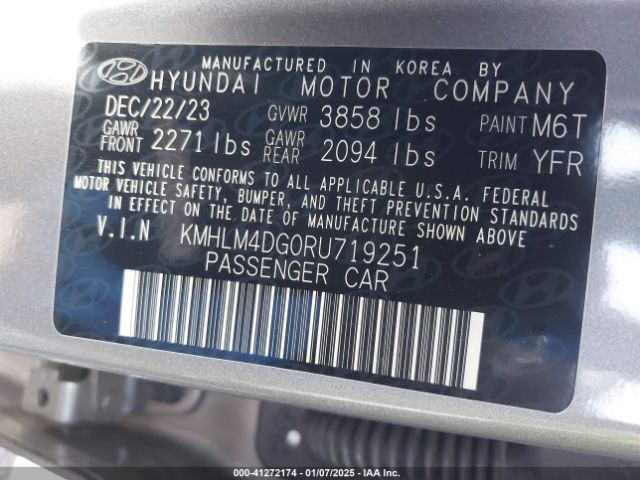 MANUFACTURED IN KOREA BY
HYUNDAI MOTOR COMPANY
DEC/22/23 GVWR 3858 lbs PAINT M6T
GAWR FRONT 2271 lbs GAWR REAR 2094 lbs TRIM YFR
THIS VEHICLE CONFORMS TO ALL APPLICABLE U.S.A. FEDERAL
MOTOR VEHICLE SAFETY, BUMPER, AND THEFT PREVENTION STANDARDS
IN EFFECT ON THE DATE OF MANUFACTURE SHOWN ABOVE
V.I.N KMHLM4DG0RU719251
PASSENGER CAR
000-41272174 | 01/07/2025 | IAA Inc.